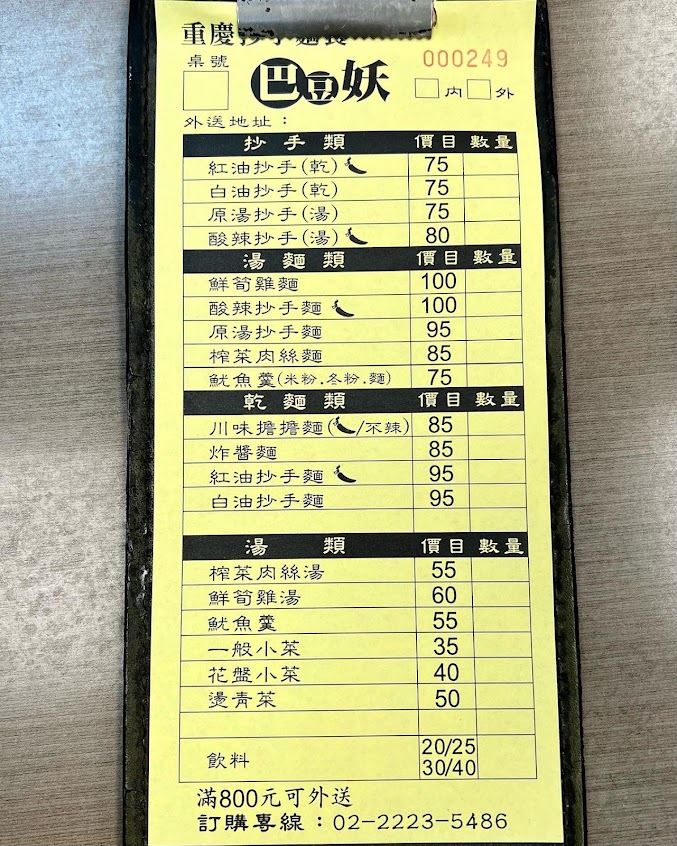 重慶抄手麵食
桌號 巴豆妖 000249
內 外
外送地址：
抄手類 價目 數量
紅油抄手(乾) 75
白油抄手(乾) 75
原湯抄手(湯) 75
酸辣抄手(湯) 80
湯麵類 價目 數量
鮮筍雞麵 100
酸辣抄手麵 100
原湯抄手麵 95
榨菜肉絲麵 85
魷魚羹(米粉.冬粉.麵) 75
乾麵類 價目 數量
川味擔擔麵(/不辣) 85
炸醬麵 85
紅油抄手麵 95
白油抄手麵 95
湯類 價目 數量
榨菜肉絲湯 55
鮮筍雞湯 60
魷魚羹 55
一般小菜 35
花盤小菜 40
燙青菜 50
飲料 20/25
30/40
滿800元可外送
訂購專線：02-2223-5486